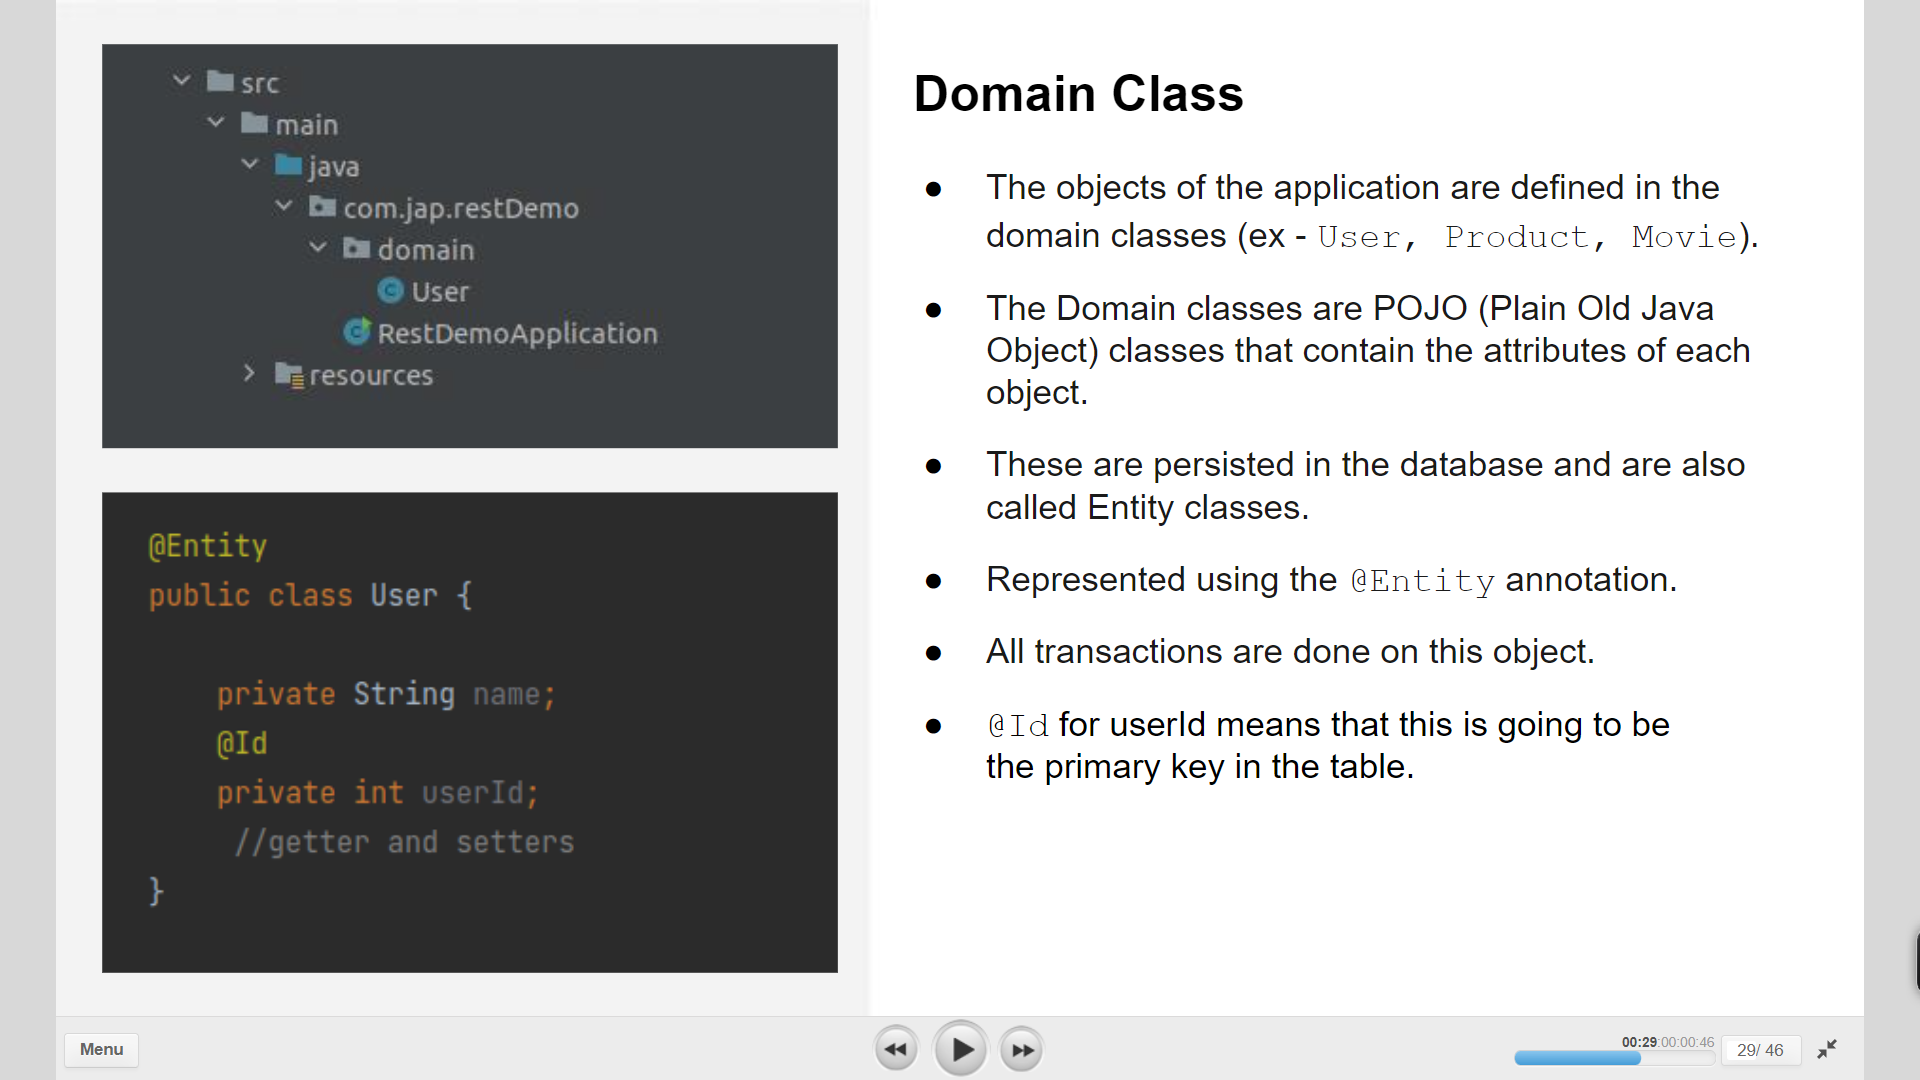 src
main
java
com.jap.restDemo
domain
User
RestDemoApplication
resources
@Entity
public class User {
private String name;
@Id
private int userId;
//getter and setters
}
Domain Class
● The objects of the application are defined in the
domain classes (ex - User, Product, Movie).
● The Domain classes are POJO (Plain Old Java
Object) classes that contain the attributes of each
object.
● These are persisted in the database and are also
called Entity classes.
● Represented using the @Entity annotation.
● All transactions are done on this object.
● @Id for userId means that this is going to be
the primary key in the table.
Menu
00:29:00:00:46
29/ 46